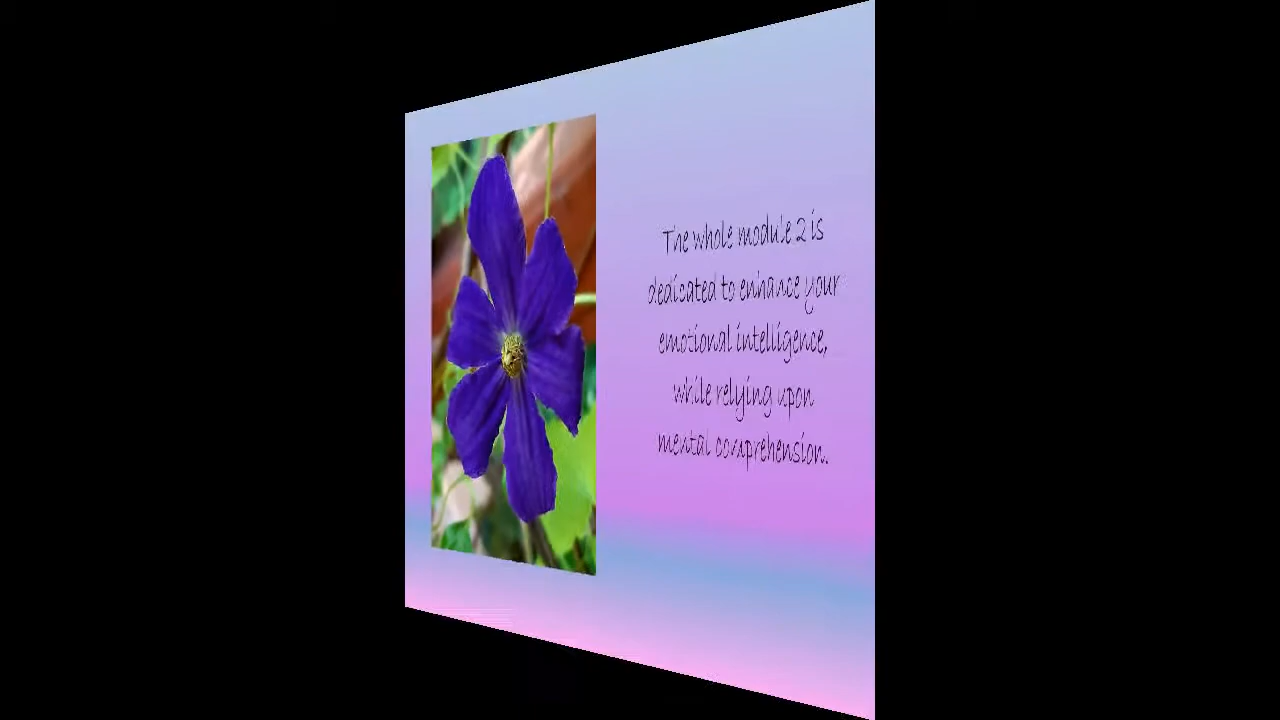 The whole module 2 is
dedicated to enhance your
emotional intelligence,
while relying upon
mental comprehension.